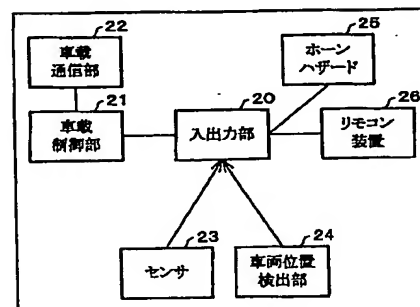 22
車載
通信部
21
車載
制御部
20
入出力部
25
ホーン
ハザード
26
リモコン
装置
23
センサ
24
車両位置
検出部